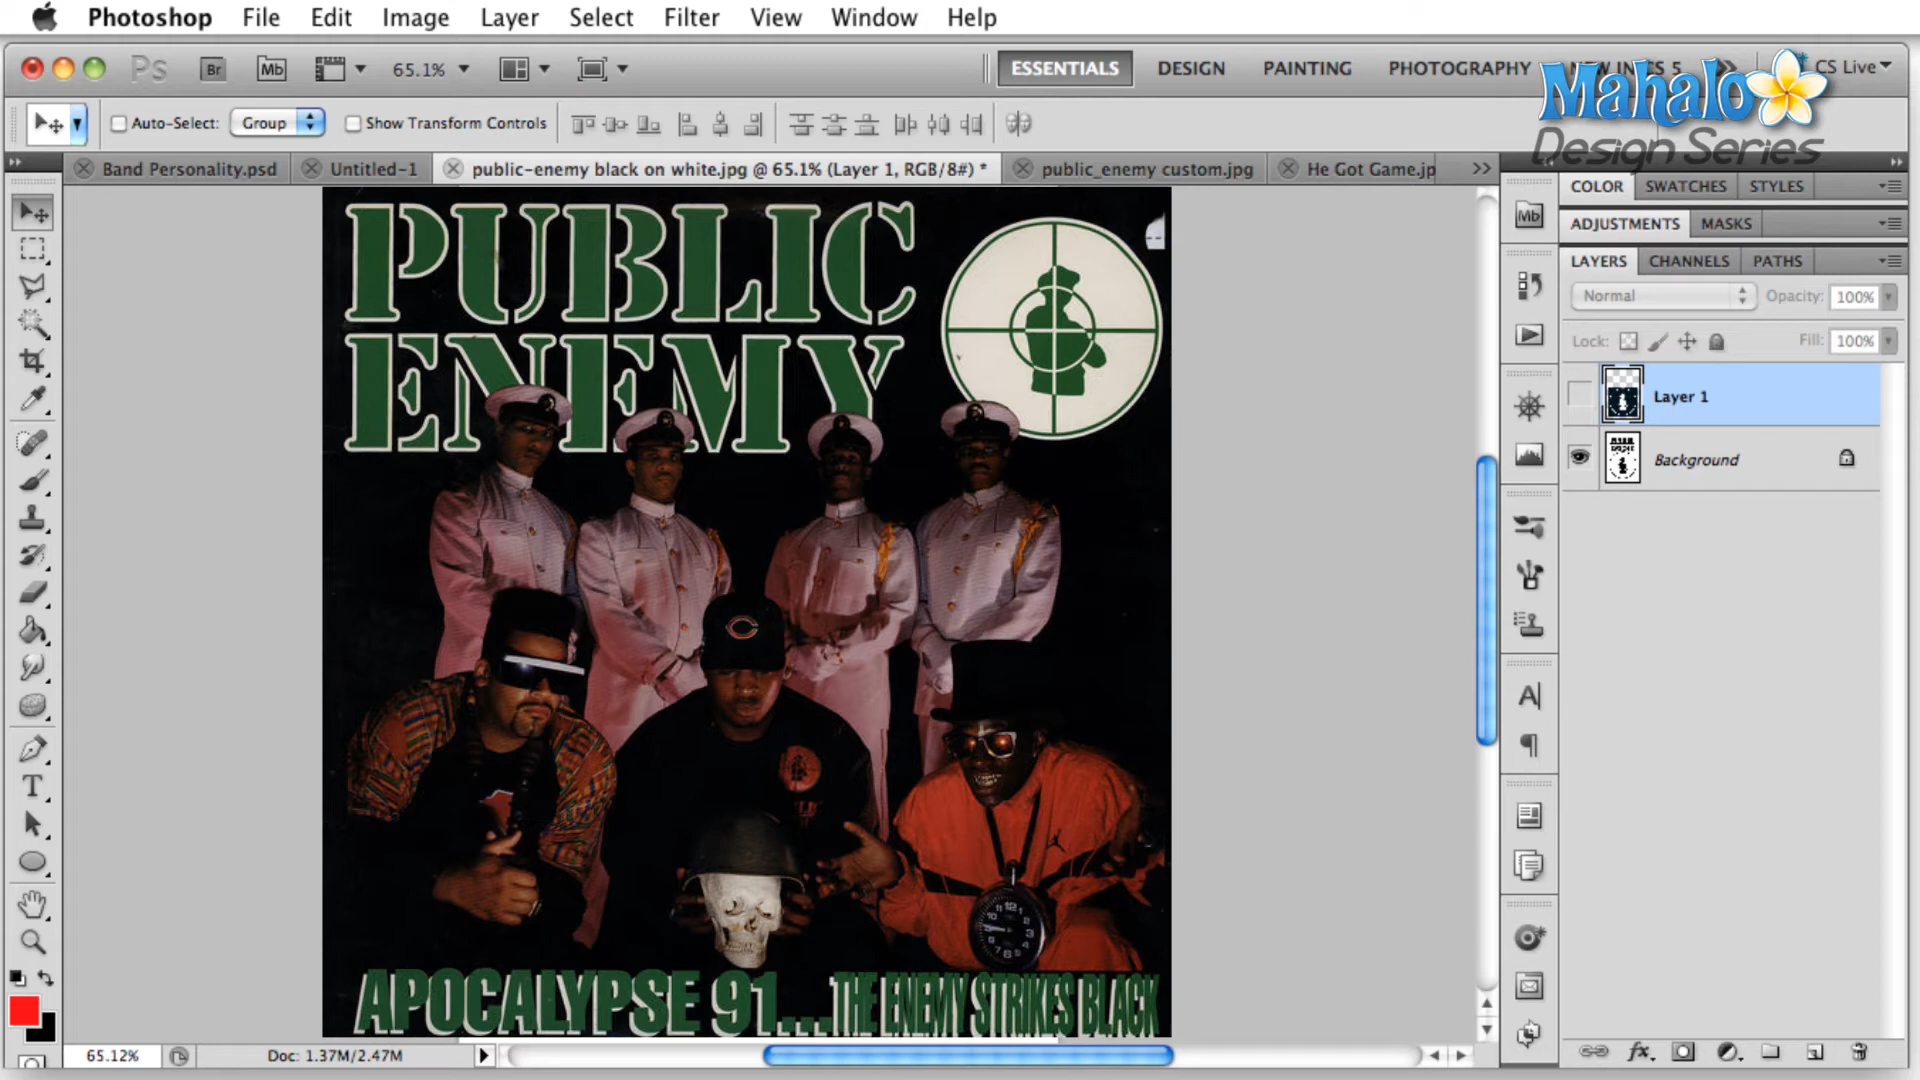 Photoshop File Edit Image Layer Select Filter View Window Help
Ps Br Mb 65.1% ESSENTIALS DESIGN PAINTING PHOTOGRAPHY CS Live
Mahalo
Design Series
Auto-Select: Group Show Transform Controls
Band Personality.psd Untitled-1 public-enemy black on white.jpg @ 65.1% (Layer 1, RGB/8#) * public_enemy custom.jpg He Got Game.jp
COLOR SWATCHES STYLES
ADJUSTMENTS MASKS
LAYERS CHANNELS PATHS
Normal Opacity: 100%
Lock: Fill: 100%
Layer 1
Background
PUBLIC
ENEMY
APOCALYPSE 91...THE ENEMY STRIKES BLACK
65.12% Doc: 1.37M/2.47M